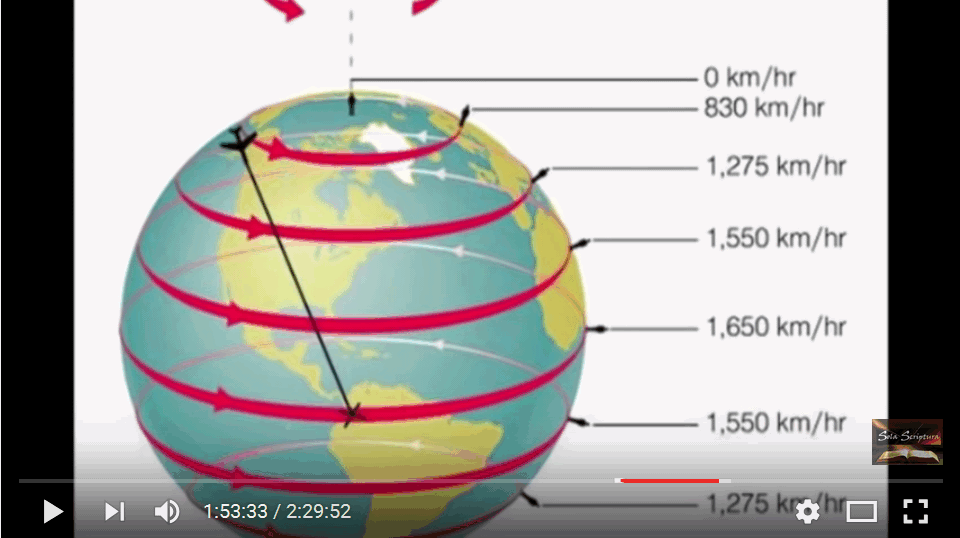 0 km/hr
830 km/hr
1,275 km/hr
1,550 km/hr
1,650 km/hr
1,550 km/hr
Sola Scriptura
1,275 km/hr
1:53:33 / 2:29:52